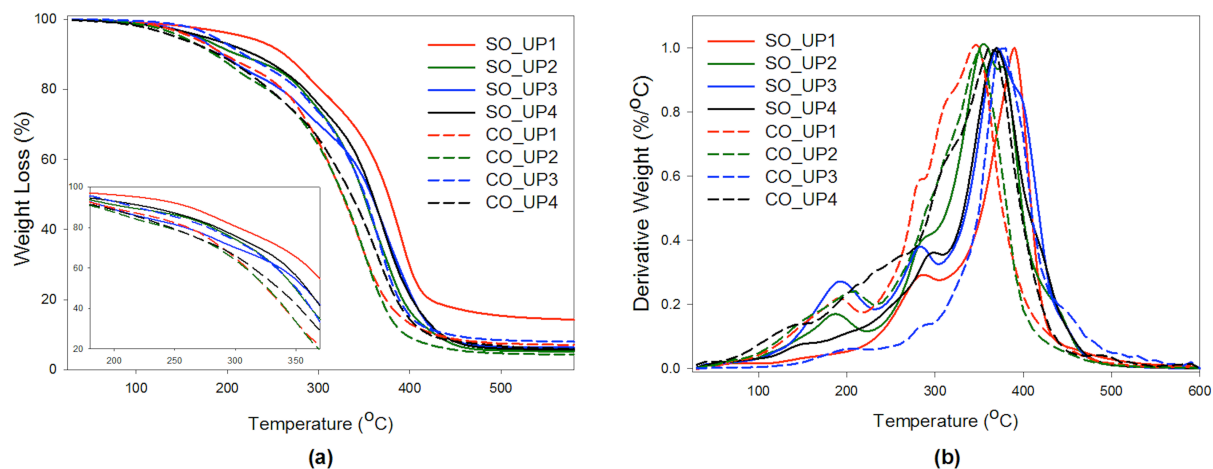 100
80
60
40
20
0
Weight Loss (%)
100
80
60
40
20
200 250 300 350
SO_UP1
SO_UP2
SO_UP3
SO_UP4
CO_UP1
CO_UP2
CO_UP3
CO_UP4
100 200 300 400 500
Temperature (°C)
(a)
1.0
0.8
0.6
0.4
0.2
0.0
Derivative Weight (%/°C)
SO_UP1
SO_UP2
SO_UP3
SO_UP4
CO_UP1
CO_UP2
CO_UP3
CO_UP4
100 200 300 400 500 600
Temperature (°C)
(b)